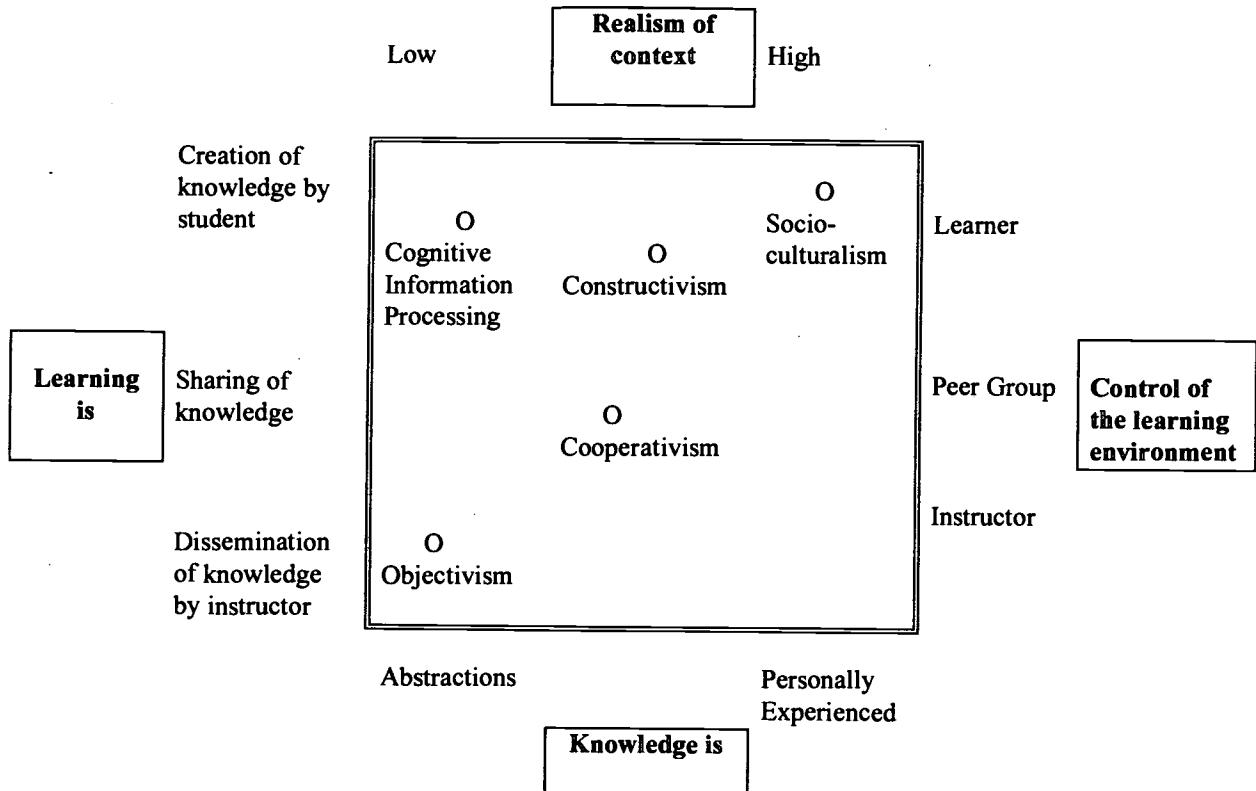 Low
Realism of
context
High
Creation of
knowledge by
student
O
Cognitive
Information
Processing
O
Constructivism
O
Socio-
culturalism
Learner
Learning
is
Sharing of
knowledge
O
Cooperativism
Peer Group
Control of
the learning
environment
Dissemination
of knowledge
by instructor
O
Objectivism
Instructor
Abstractions
Personally
Experienced
Knowledge is